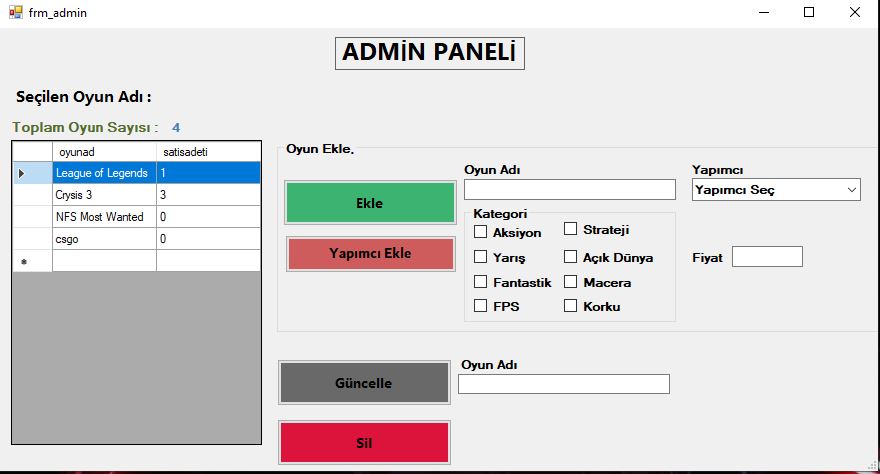 frm_admin
ADMİN PANELİ
Seçilen Oyun Adı :
Toplam Oyun Sayısı : 4
oyunad satisadeti
League of Legends 1
Crysis 3 3
NFS Most Wanted 0
csgo 0
Oyun Ekle.
Ekle
Yapımcı Ekle
Oyun Adı
Yapımcı
Yapımcı Seç
Kategori
Aksiyon Strateji
Yarış Açık Dünya
Fantastik Macera
FPS Korku
Fiyat
Güncelle
Oyun Adı
Sil